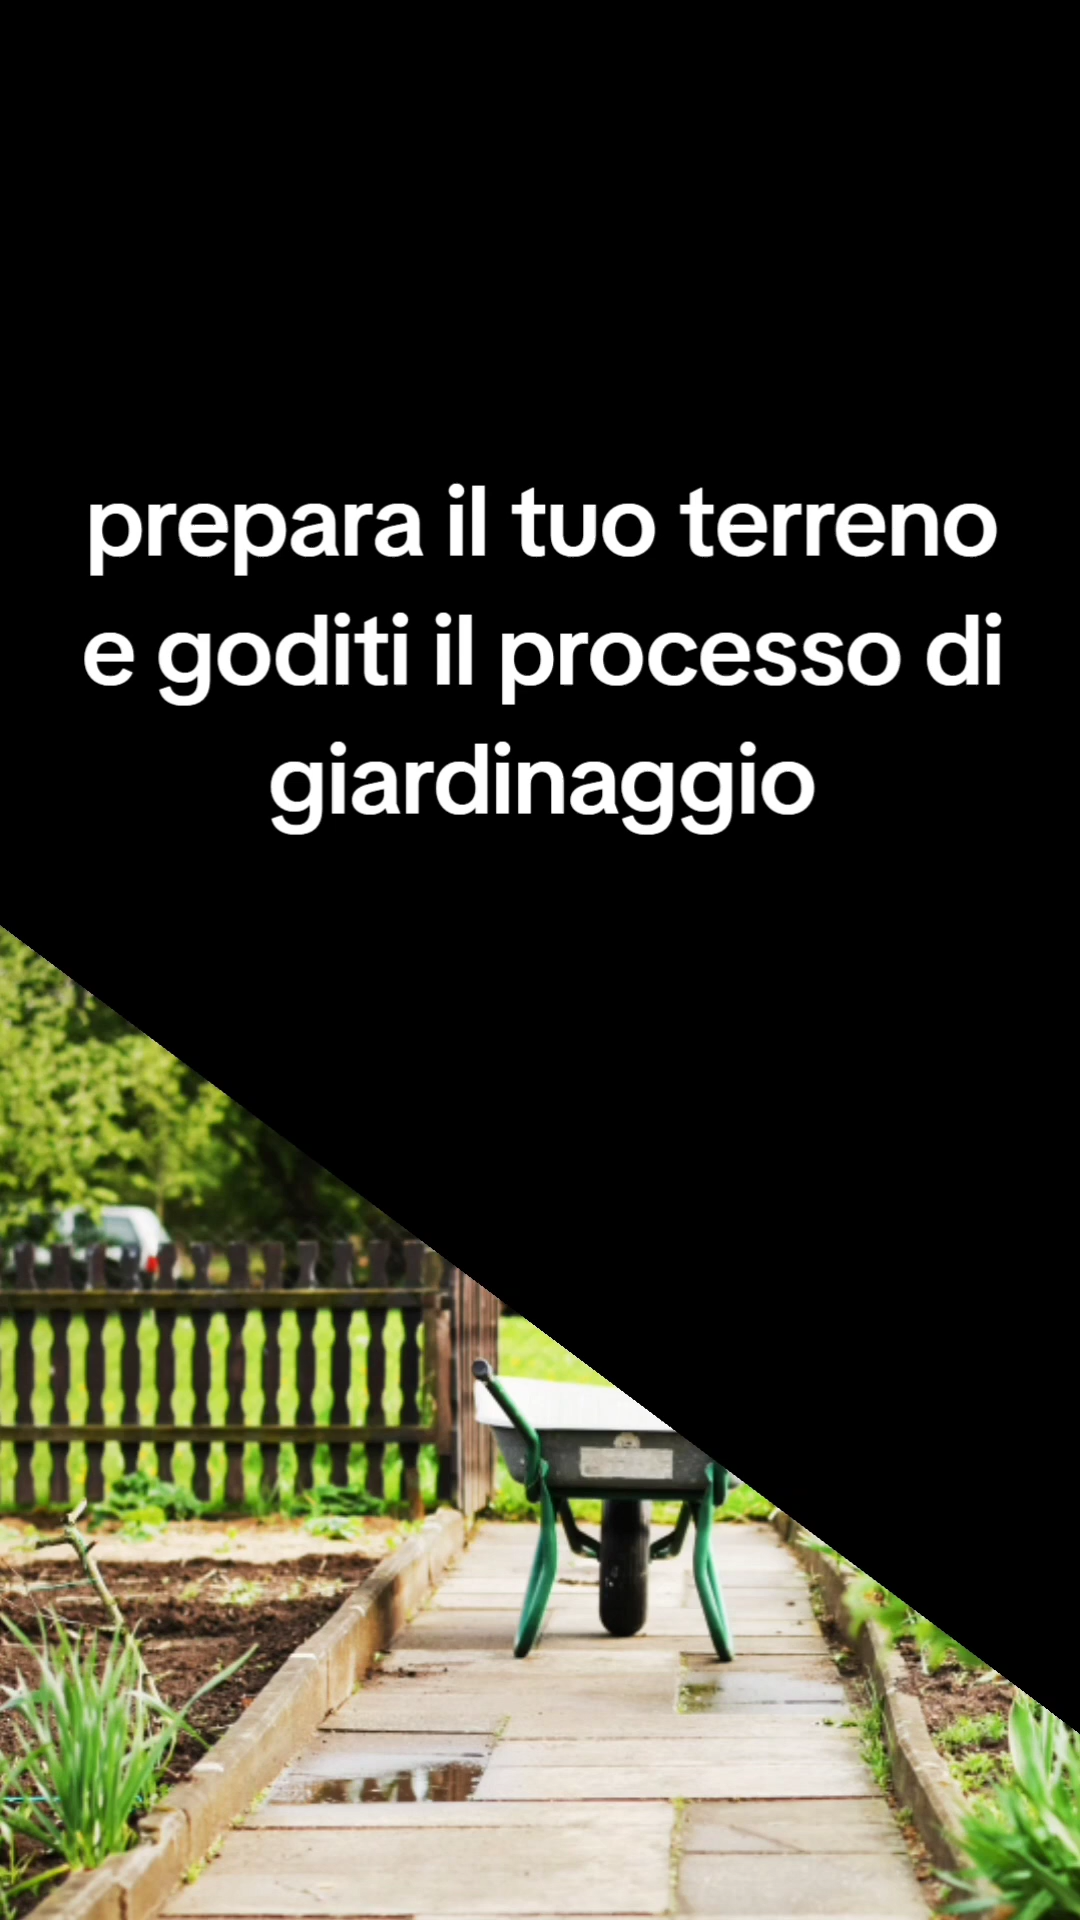 prepara il tuo terreno
e goditi il processo di
giardinaggio